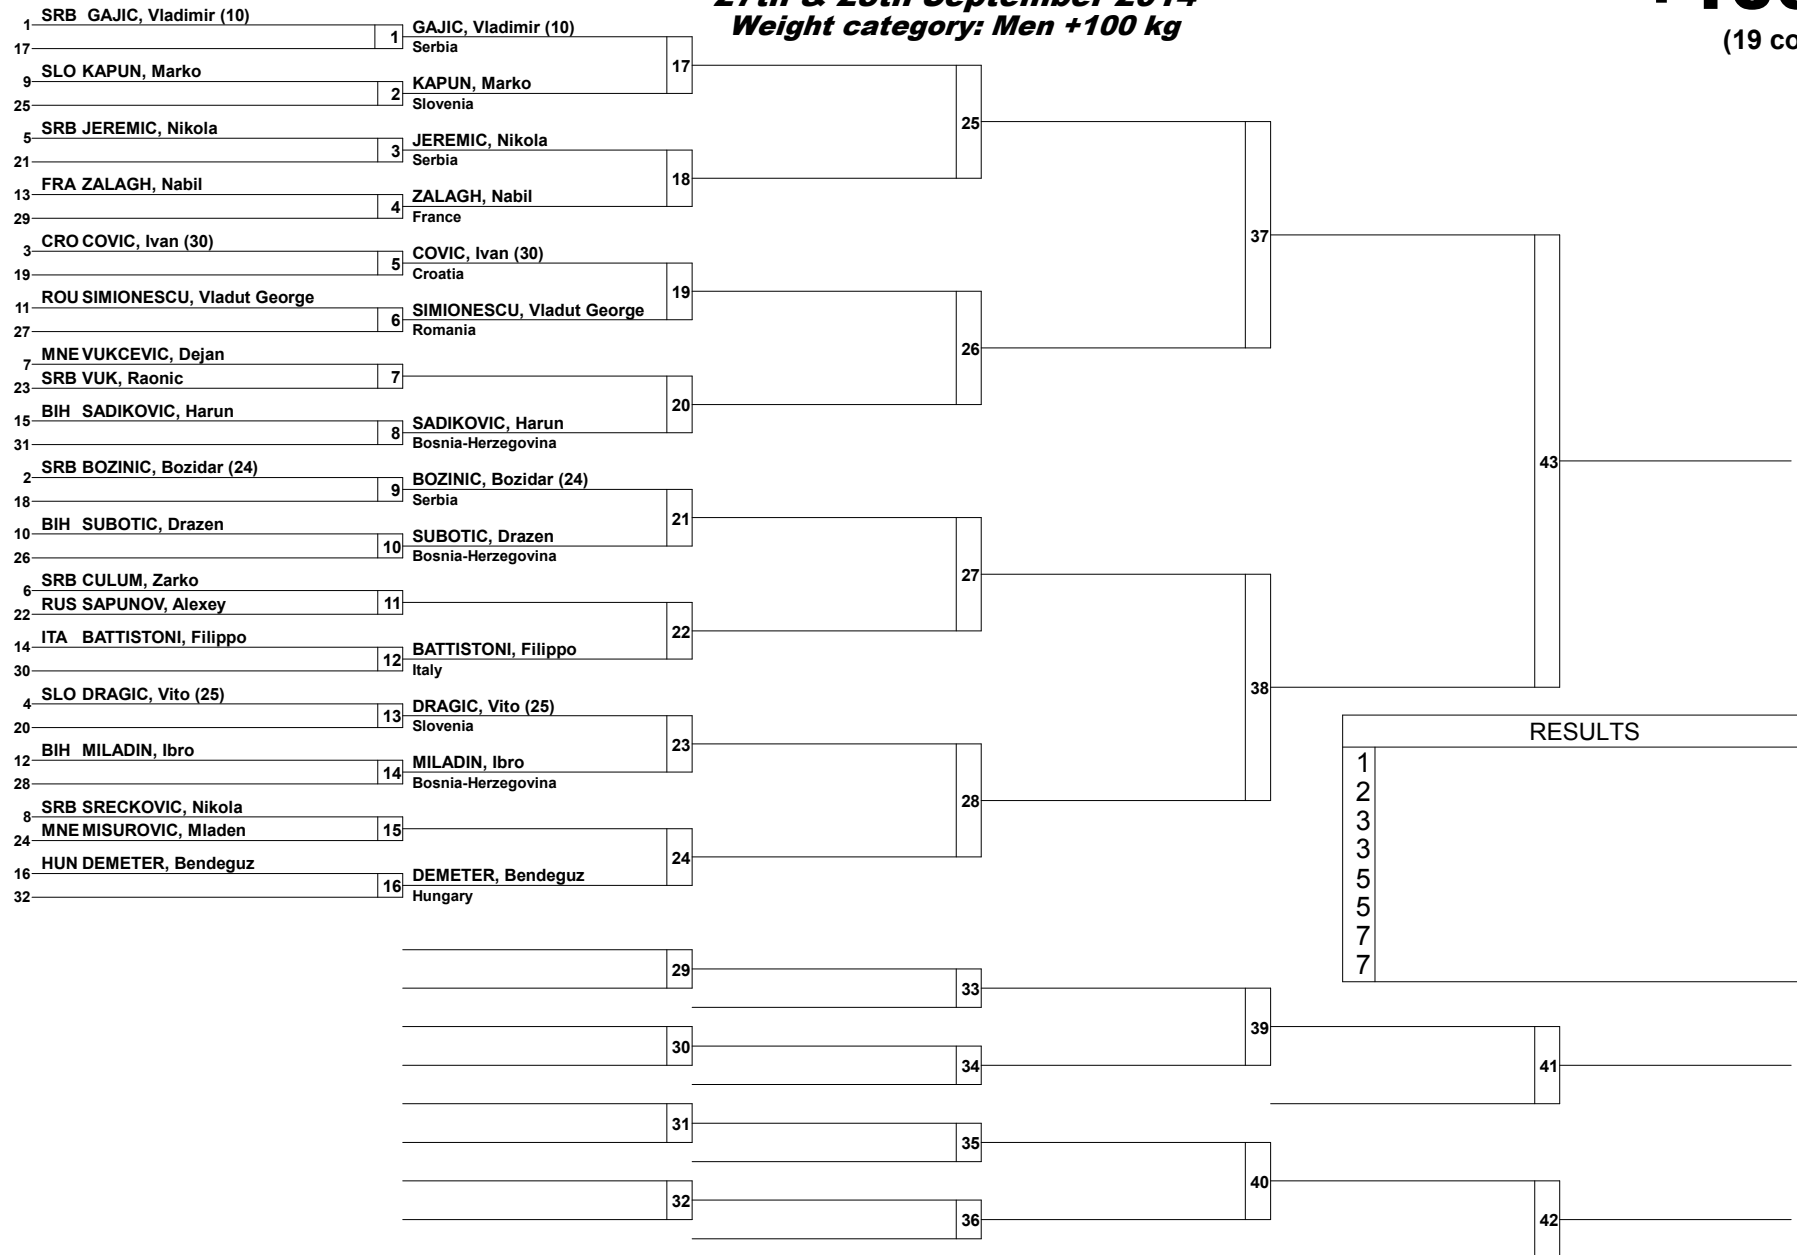 Weight category: Men +100 kg
(19 co
1 SRB GAJIC, Vladimir (10)
17
1
GAJIC, Vladimir (10)
Serbia
9 SLO KAPUN, Marko
25
2
KAPUN, Marko
Slovenia
17
5 SRB JEREMIC, Nikola
21
3
JEREMIC, Nikola
Serbia
13 FRA ZALAGH, Nabil
29
4
ZALAGH, Nabil
France
18
25
3 CRO COVIC, Ivan (30)
19
5
COVIC, Ivan (30)
Croatia
11 ROU SIMIONESCU, Vladut George
27
6
SIMIONESCU, Vladut George
Romania
19
7 MNE VUKCEVIC, Dejan
23 SRB VUK, Raonic
7
15 BIH SADIKOVIC, Harun
31
8
SADIKOVIC, Harun
Bosnia-Herzegovina
20
26
37
2 SRB BOZINIC, Bozidar (24)
18
9
BOZINIC, Bozidar (24)
Serbia
10 BIH SUBOTIC, Drazen
26
10
SUBOTIC, Drazen
Bosnia-Herzegovina
21
6 SRB CULUM, Zarko
22 RUS SAPUNOV, Alexey
11
14 ITA BATTISTONI, Filippo
30
12
BATTISTONI, Filippo
Italy
22
27
4 SLO DRAGIC, Vito (25)
20
13
DRAGIC, Vito (25)
Slovenia
12 BIH MILADIN, Ibro
28
14
MILADIN, Ibro
Bosnia-Herzegovina
23
8 SRB SRECKOVIC, Nikola
24 MNE MISUROVIC, Mladen
15
16 HUN DEMETER, Bendeguz
32
16
DEMETER, Bendeguz
Hungary
24
28
38
43
RESULTS
1
2
3
3
5
5
7
7
29
33
30
34
39
41
31
35
32
36
40
42